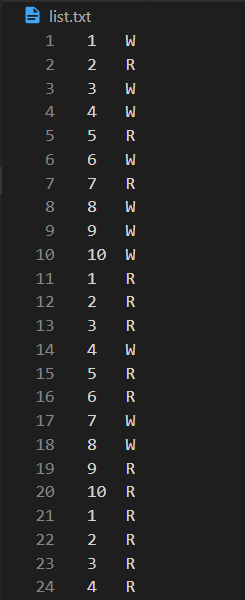 list.txt
1 1 W
2 2 R
3 3 W
4 4 W
5 5 R
6 6 W
7 7 R
8 8 W
9 9 W
10 10 W
11 1 R
12 2 R
13 3 R
14 4 W
15 5 R
16 6 R
17 7 W
18 8 W
19 9 R
20 10 R
21 1 R
22 2 R
23 3 R
24 4 R